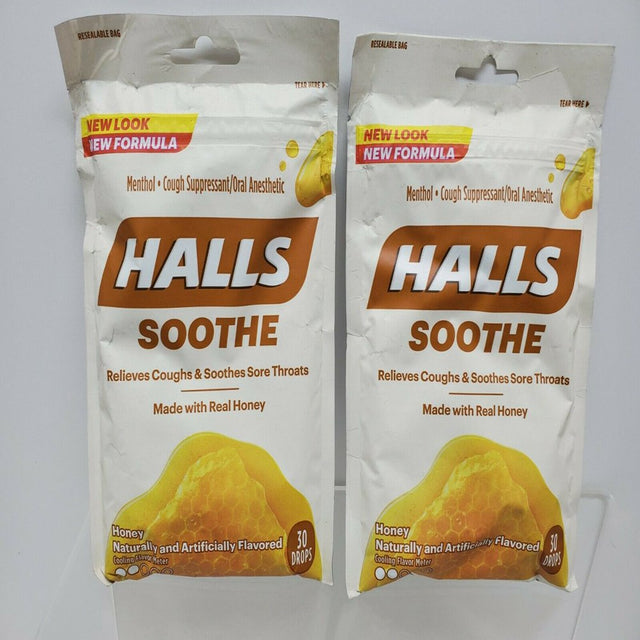 RESEALABLE BAG
TEAR HERE
NEW LOOK
NEW FORMULA
Menthol • Cough Suppressant/Oral Anesthetic
HALLS
SOOTHE
Relieves Coughs & Soothes Sore Throats
Made with Real Honey
Honey
Naturally and Artificially Flavored
Cooling Flavor Meter
30
DROPS
RESEALABLE BAG
TEAR HERE
NEW LOOK
NEW FORMULA
Menthol • Cough Suppressant/Oral Anesthetic
HALLS
SOOTHE
Relieves Coughs & Soothes Sore Throats
Made with Real Honey
Honey
Naturally and Artificially Flavored
Cooling Flavor Meter
30
DROPS